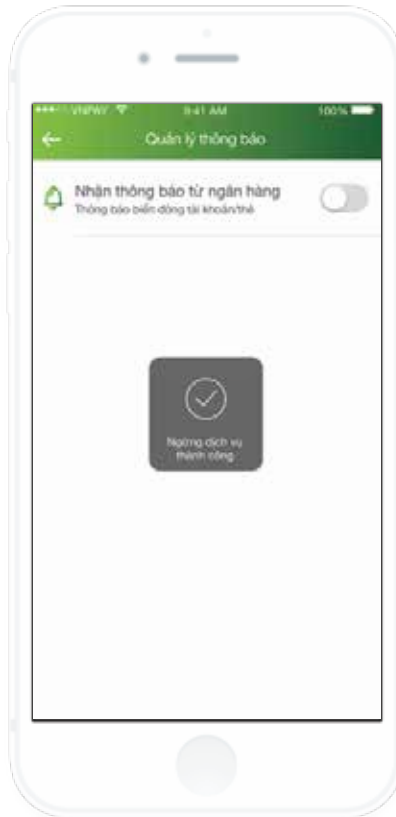 VNPAY 9:41 AM 100%
Quản lý thông báo
Nhận thông báo từ ngân hàng
Thông báo biến động tài khoản/thẻ
Ngừng dịch vụ
thành công